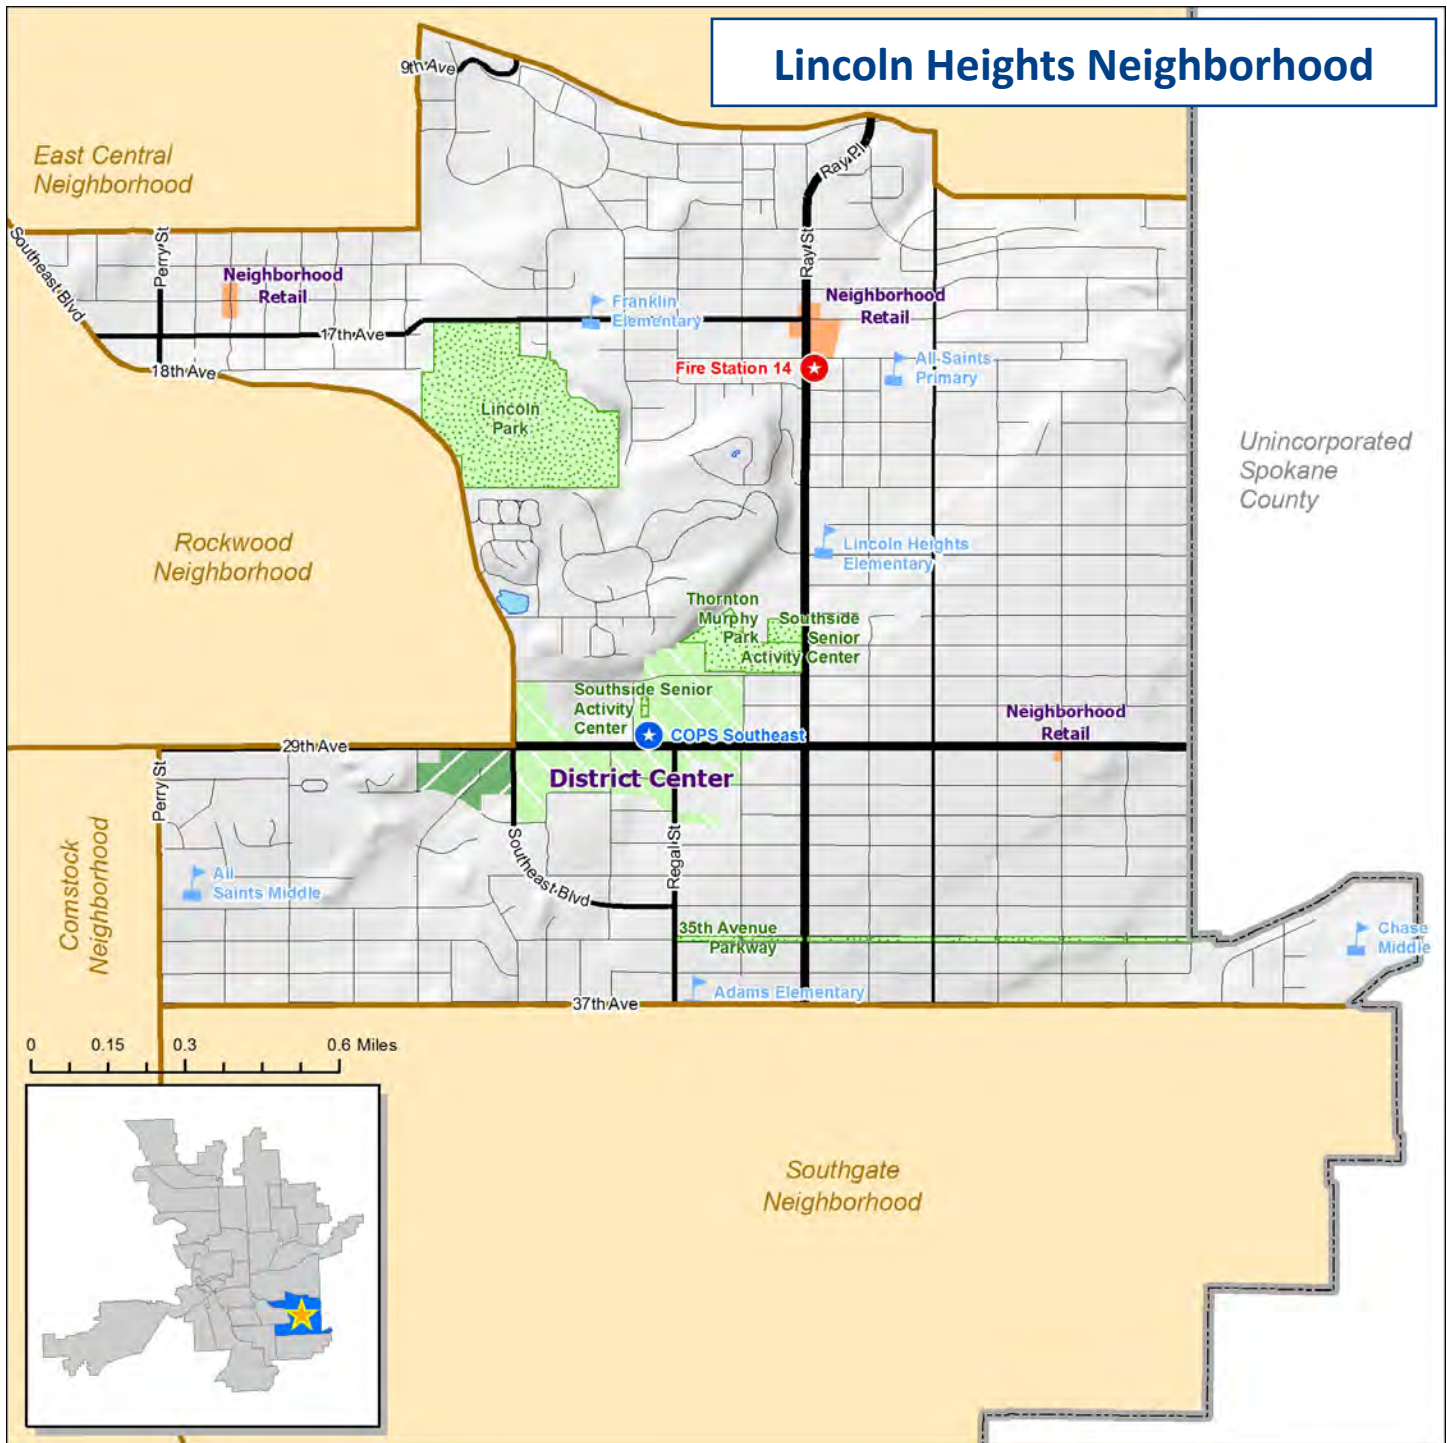 Lincoln Heights Neighborhood
9th Ave
East Central
Neighborhood
Ray Pl
Southeast Blvd
Perry St
Ray St
Neighborhood
Retail
Neighborhood
Retail
Franklin
Elementary
17th Ave
18th Ave
Fire Station 14
All Saints
Primary
Lincoln
Park
Unincorporated
Spokane
County
Rockwood
Neighborhood
Lincoln Heights
Elementary
Thornton
Murphy
Park
Southside
Senior
Activity Center
Southside Senior
Activity
Center
COPS Southeast
Neighborhood
Retail
29th Ave
District Center
Perry St
Comstock
Neighborhood
All
Saints Middle
S
Southeast Blvd
Regal St
35th Avenue
Parkway
Chase
Middle
Adams Elementary
37th Ave
0 0.15 0.3 0.6 Miles
Southgate
Neighborhood